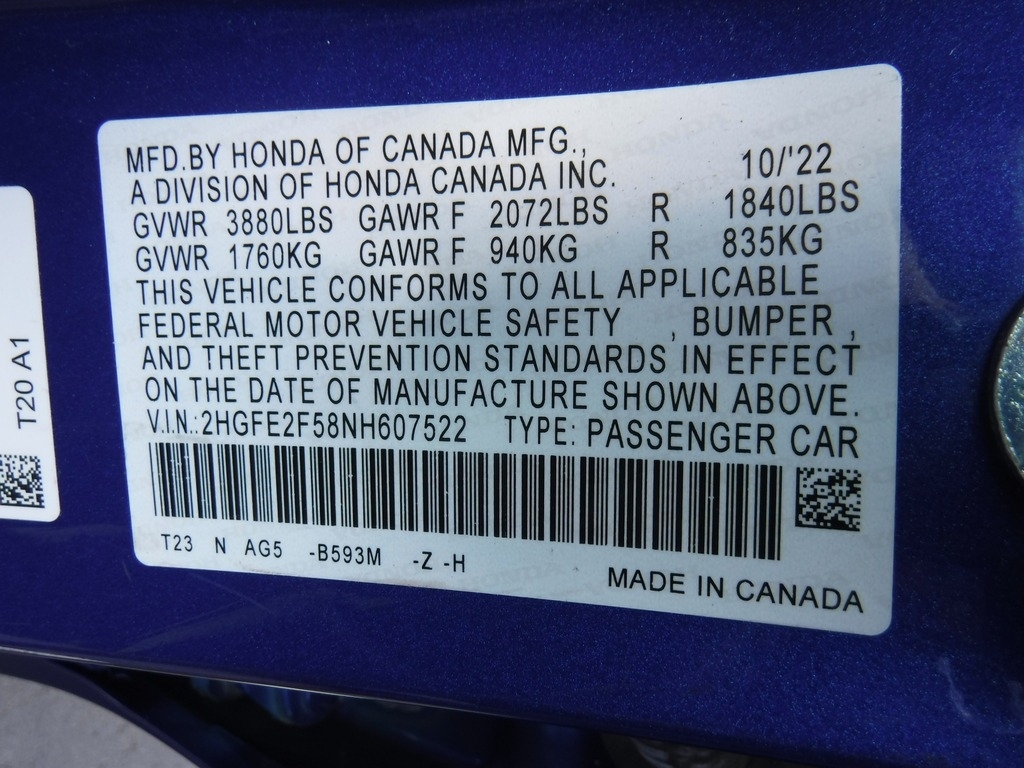 MFD.BY HONDA OF CANADA MFG.,
A DIVISION OF HONDA CANADA INC. 10/'22
GVWR 3880LBS GAWR F 2072LBS R 1840LBS
GVWR 1760KG GAWR F 940KG R 835KG
THIS VEHICLE CONFORMS TO ALL APPLICABLE
FEDERAL MOTOR VEHICLE SAFETY , BUMPER ,
AND THEFT PREVENTION STANDARDS IN EFFECT
ON THE DATE OF MANUFACTURE SHOWN ABOVE.
V.I.N.:2HGFE2F58NH607522 TYPE: PASSENGER CAR
T23 N AG5 -B593M -Z -H
MADE IN CANADA
T20 A1